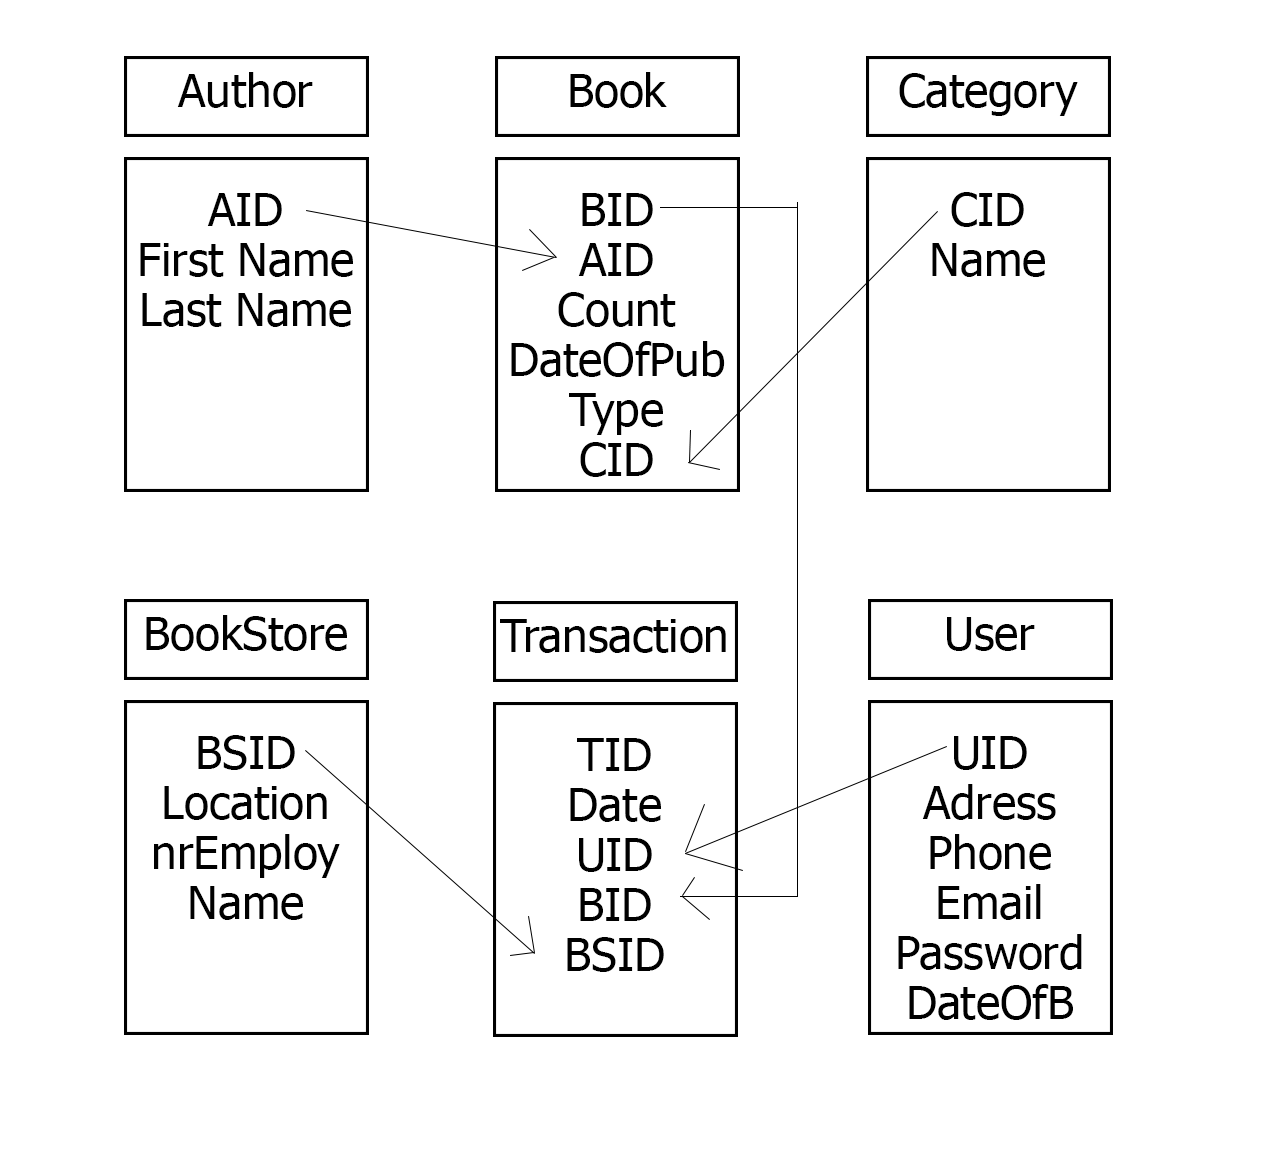 Author
AID
First Name
Last Name
Book
BID
AID
Count
DateOfPub
Type
CID
Category
CID
Name
BookStore
BSID
Location
nrEmploy
Name
Transaction
TID
Date
UID
BID
BSID
User
UID
Adress
Phone
Email
Password
DateOfB